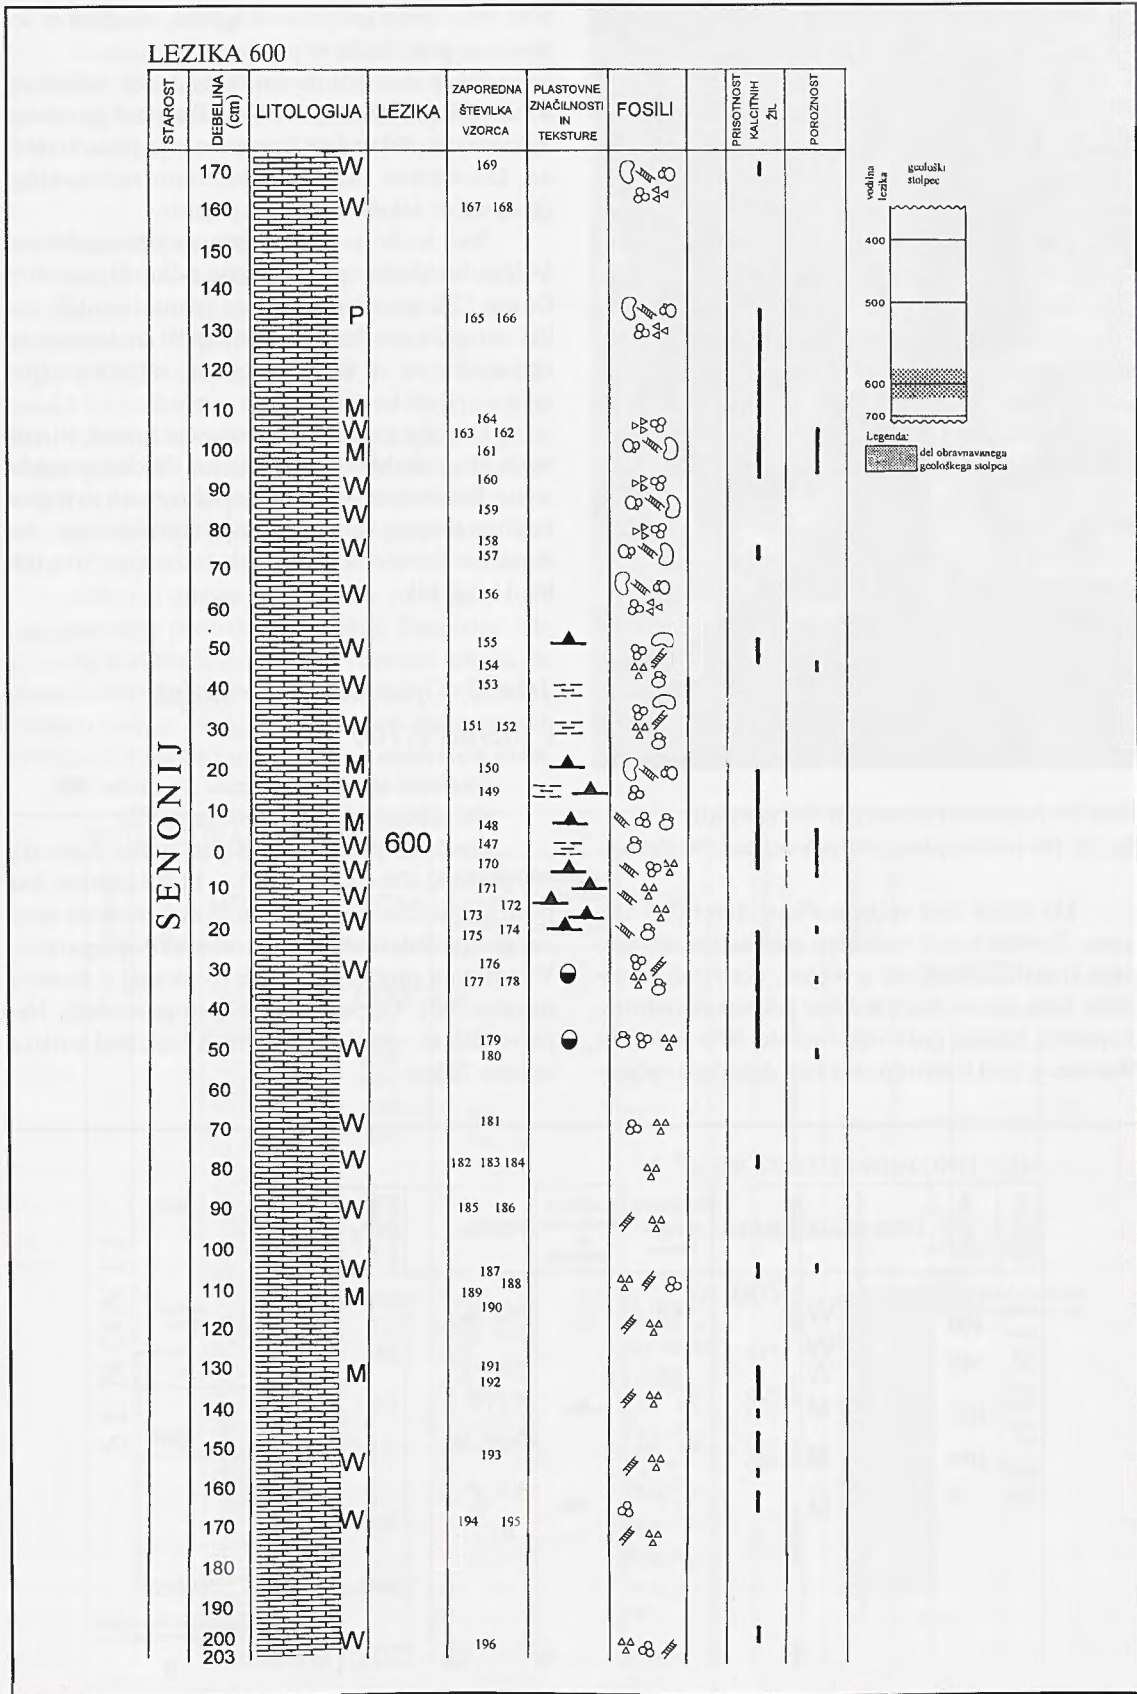 LEZIKA 600
STAROST
DEBELINA
(cm)
LITOLOGIJA
LEZIKA
ZAPOREDNA
ŠTEVILKA
VZORCA
PLASTOVNE
ZNAČILNOSTI
IN
TEKSTURE
FOSILI
PRISOTNOST
KALCITNIH
ŽIL
POROZNOST
170 W 169
160 W 167 168
150
140
P 165 166
130
120
110 M
164
W 163 162
100 M 161
90 W 160
W 159
80
W 158
157
70
W 156
60
50 W 155
154
40 W 153
30 W 151 152
20 M 150
W 149
10
M 148
0 W 600 147
W 170
10 W 171
172
W 173
20 175 174
30 W 176
177 178
40
179
50 W 180
60
70 W 181
80 W 182 183 184
90 W 185 186
100
W 187
188
110 M 189
190
120
130 M 191
192
140
150 W 193
160
170 W 194 195
180
190
200 W 196
203
SENONIJ
vodilna
lezika
geološki
stolpec
400
500
600
700
Legenda:
del obravnavanega
geološkega stolpca